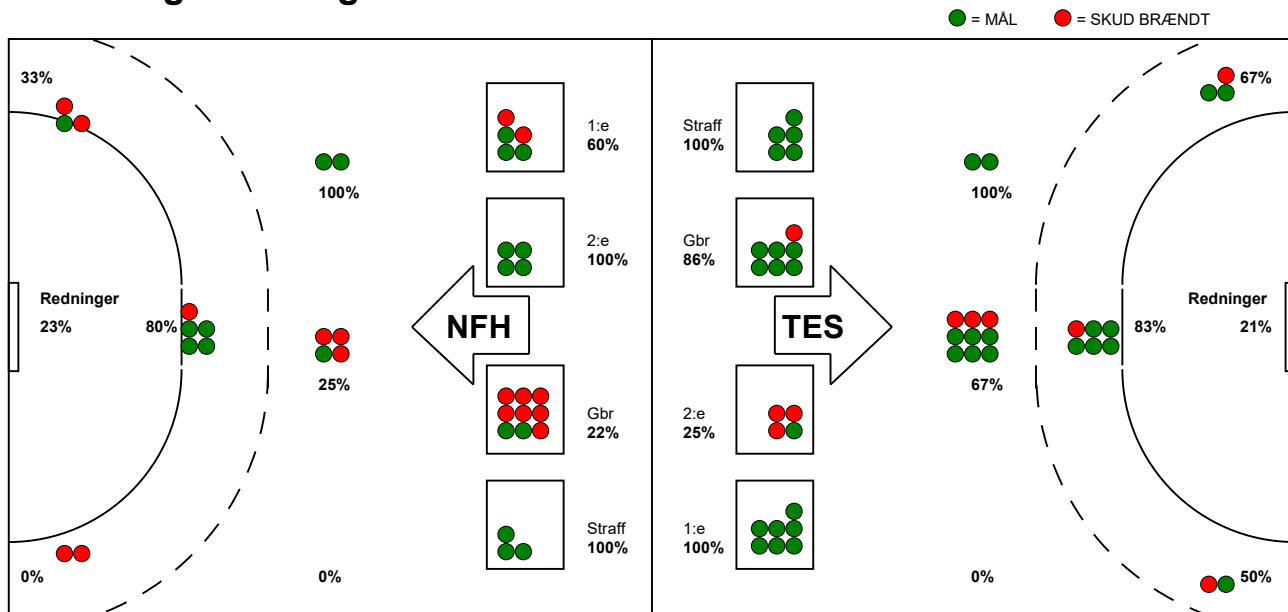 = MÅL = SKUD BRÆNDT
33%
1:e
60%
Straff
100%
67%
100%
100%
2:e
100%
Gbr
86%
Redninger
23%
80%
NFH
TES
83%
Redninger
21%
25%
67%
Gbr
22%
2:e
25%
Straff
100%
1:e
100%
0%
0%
0%
50%